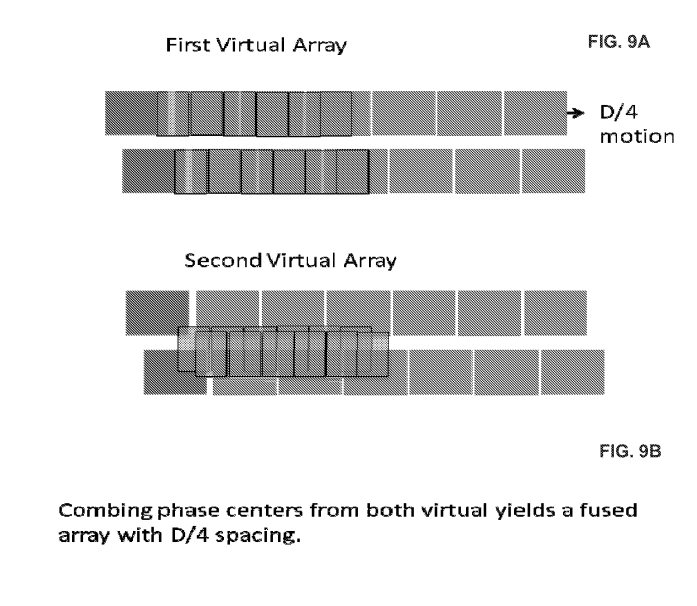 First Virtual Array
FIG. 9A
D/4
motion
Second Virtual Array
FIG. 9B
Combing phase centers from both virtual yields a fused
array with D/4 spacing.